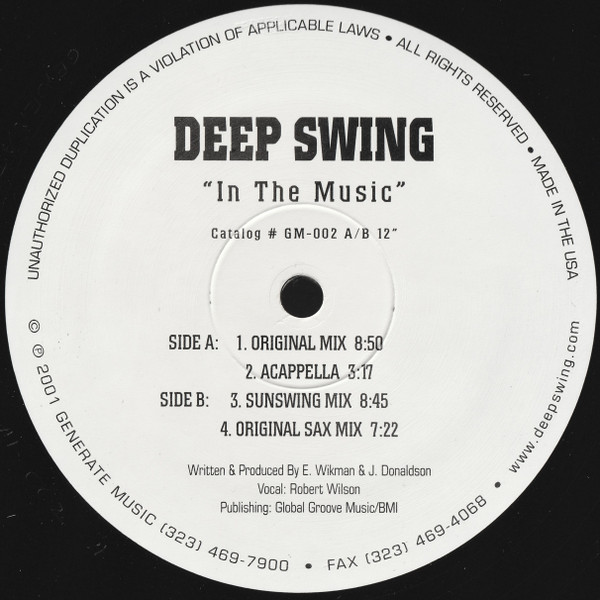 UNAUTHORIZED DUPLICATION IS A VIOLATION OF APPLICABLE LAWS • ALL RIGHTS RESERVED • MADE IN THE USA
DEEP SWING
“In The Music”
Catalog # GM-002 A/B 12”
SIDE A: 1. ORIGINAL MIX 8:50
2. ACAPPELLA 3:17
SIDE B: 3. SUNSWING MIX 8:45
4. ORIGINAL SAX MIX 7:22
Written & Produced By E. Wikman & J. Donaldson
Vocal: Robert Wilson
Publishing: Global Groove Music/BMI
© ℗ 2001 GENERATE MUSIC (323) 469-7900 • FAX (323) 469-4068 • www.deepswing.com